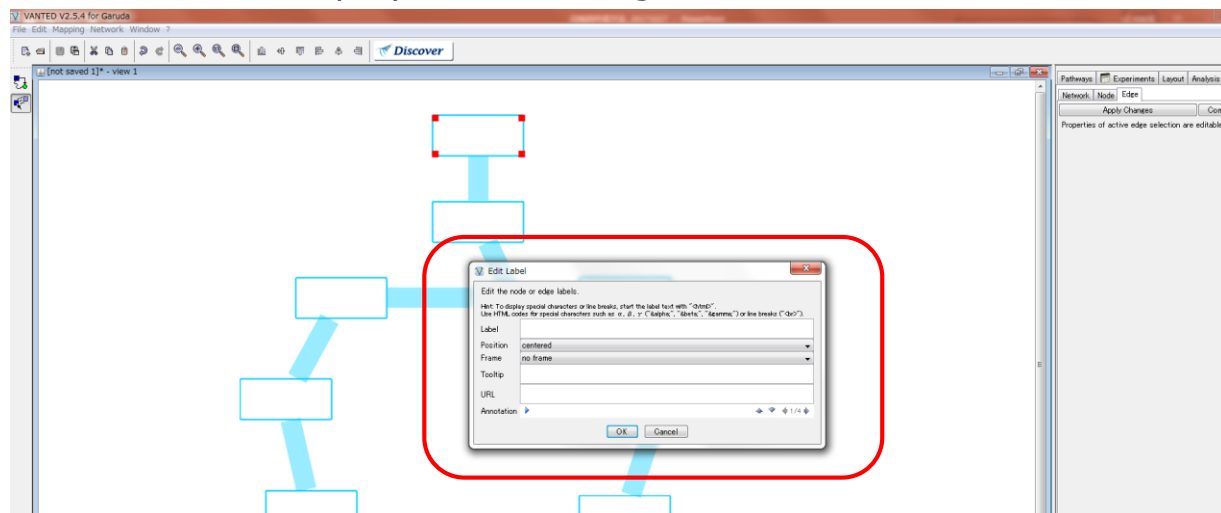 VANTED V2.5.4 for Garuda
File Edit Mapping Network Window ?
Discover
[not saved 1]* - view 1
Pathways Experiments Layout Analysis
Network Node Edge
Apply Changes
Properties of active edge selection are editable
Edit Label
Edit the node or edge labels.
Hint: To display special characters or line breaks, start the label text with "<html>".
Use HTML codes for special characters such as α, β, γ ("&alpha;", "&beta;", "&gamma;") or line breaks ("<br>").
Label
Position centered
Frame no frame
Tooltip
URL
Annotation 1/4
OK Cancel